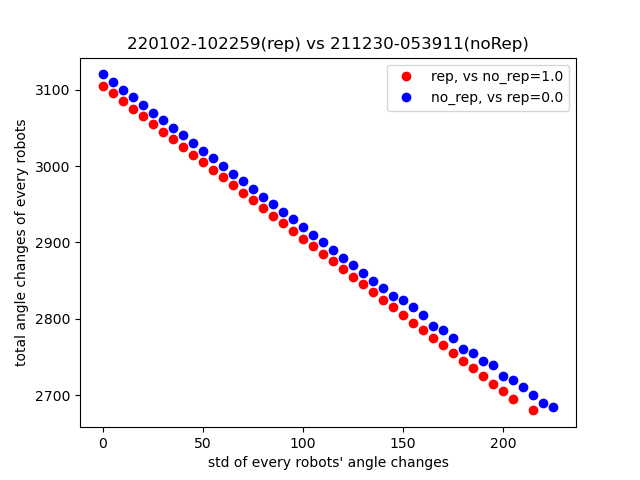 220102-102259(rep) vs 211230-053911(noRep)
rep, vs no_rep=1.0
no_rep, vs rep=0.0
total angle changes of every robots
3100
3000
2900
2800
2700
0 50 100 150 200
std of every robots' angle changes